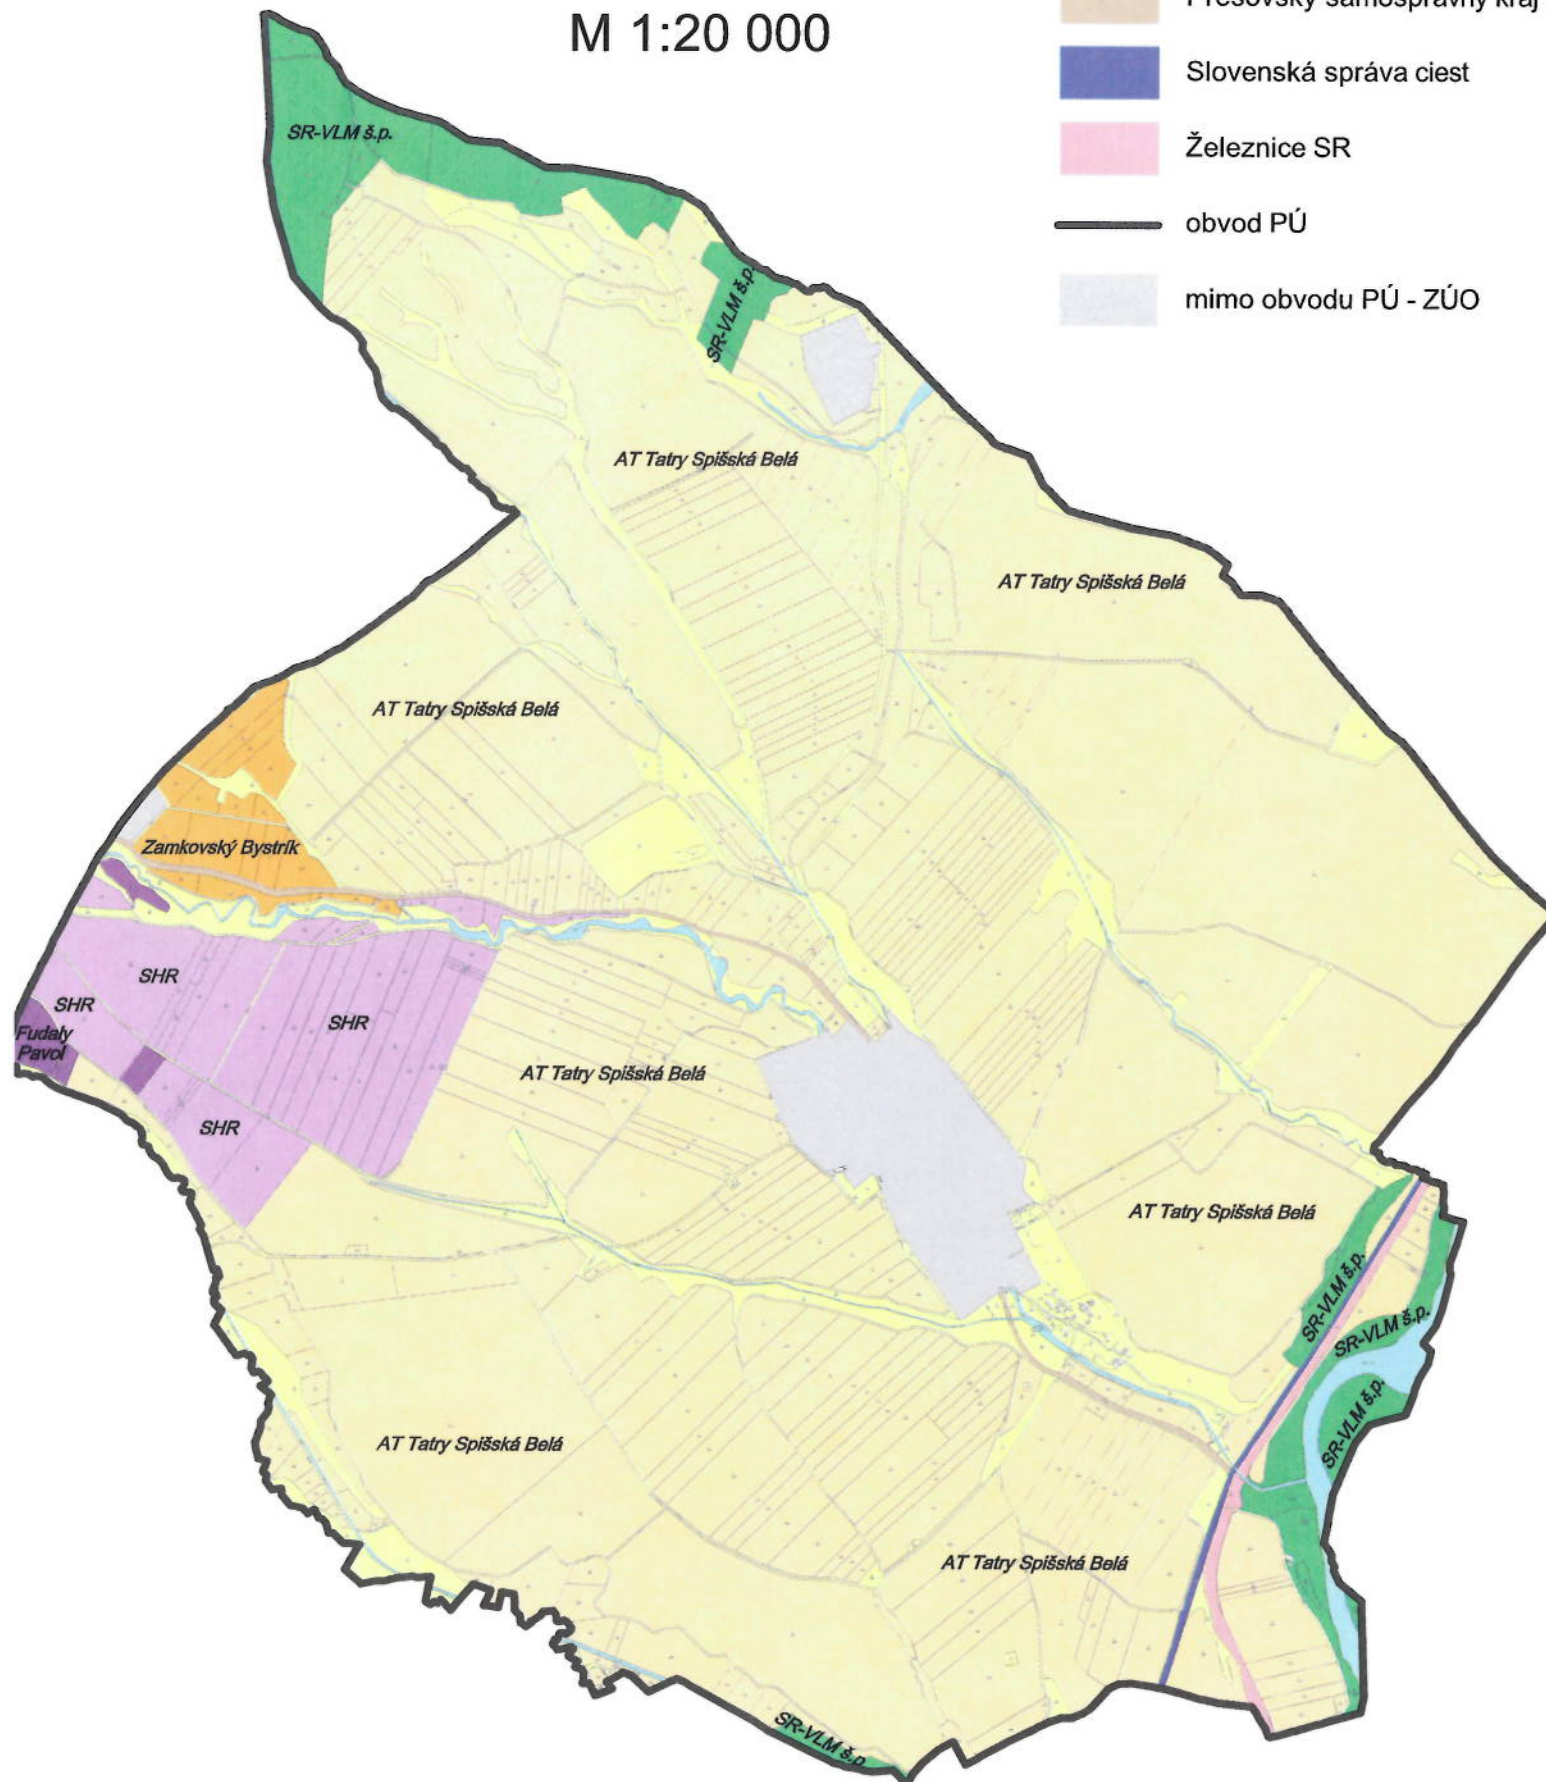 M 1:20 000
Prešovský samosprávny kraj
Slovenská správa ciest
Železnice SR
obvod PÚ
mimo obvodu PÚ - ZÚO
SR-VLM š.p.
SR-VLM š.p.
AT Tatry Spišská Belá
AT Tatry Spišská Belá
AT Tatry Spišská Belá
Zamkovský Bystrík
SHR
SHR
SHR
Fudaly
Pavol
AT Tatry Spišská Belá
SHR
AT Tatry Spišská Belá
SR-VLM š.p.
SR-VLM š.p.
SR-VLM š.p.
AT Tatry Spišská Belá
AT Tatry Spišská Belá
SR-VLM š.p.